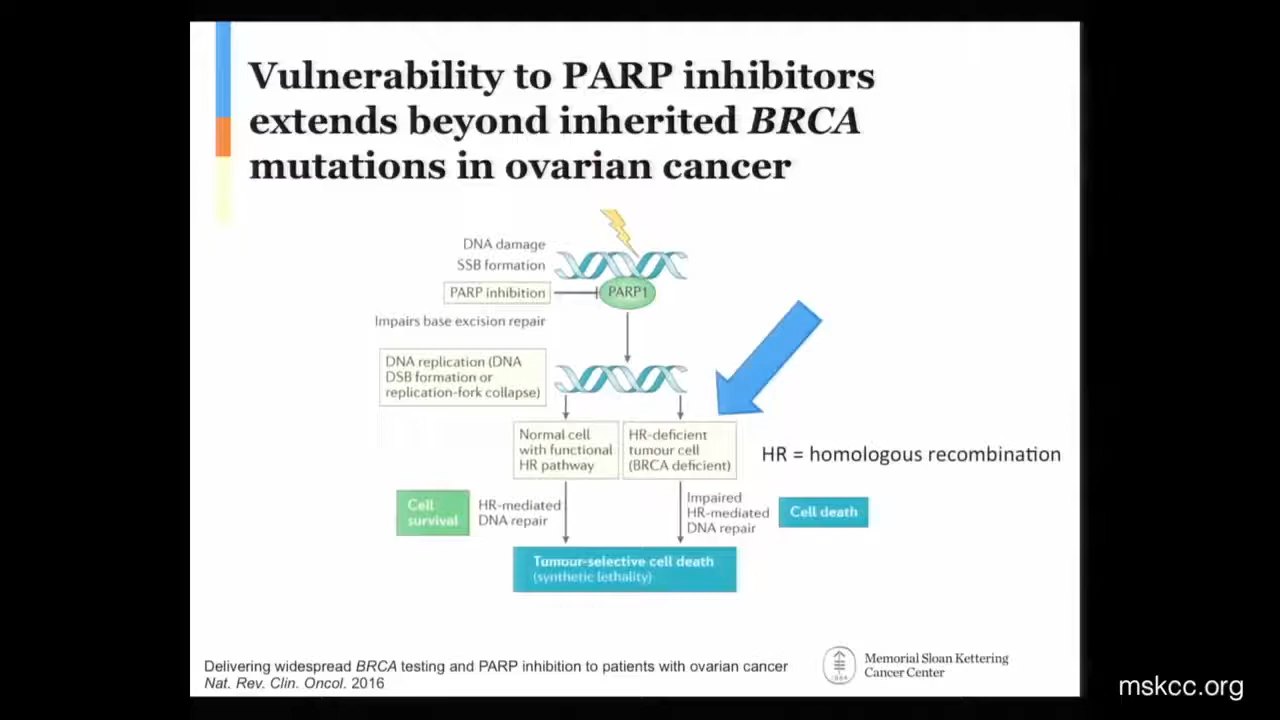 Vulnerability to PARP inhibitors
extends beyond inherited BRCA
mutations in ovarian cancer
DNA damage
SSB formation
PARP inhibition
PARP1
Impairs base excision repair
DNA replication (DNA
DSB formation or
replication-fork collapse)
Normal cell
with functional
HR pathway
HR-deficient
tumour cell
(BRCA deficient)
HR = homologous recombination
Cell
survival
HR-mediated
DNA repair
Impaired
HR-mediated
DNA repair
Cell death
Tumour-selective cell death
(synthetic lethality)
Delivering widespread BRCA testing and PARP inhibition to patients with ovarian cancer
Nat. Rev. Clin. Oncol. 2016
Memorial Sloan Kettering
Cancer Center
mskcc.org